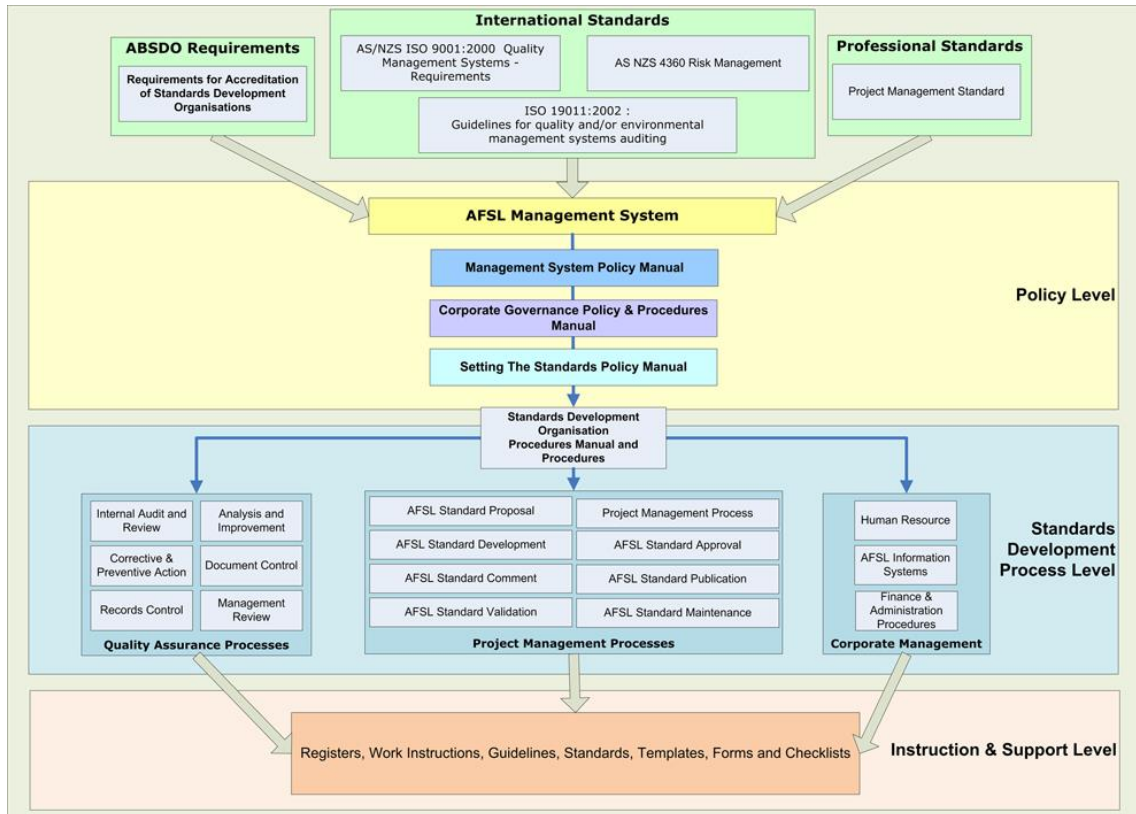 International Standards
ABSDO Requirements
Requirements for Accreditation
of Standards Development
Organisations
AS/NZS ISO 9001:2000  Quality
Management Systems -
Requirements
AS NZS 4360 Risk Management
ISO 19011:2002 :
Guidelines for quality and/or environmental
management systems auditing
Professional Standards
Project Management Standard
AFSL Management System
Management System Policy Manual
Corporate Governance Policy & Procedures
Manual
Setting The Standards Policy Manual
Policy Level
Standards Development
Organisation
Procedures Manual and
Procedures
Internal Audit and
Review
Analysis and
Improvement
Corrective &
Preventive Action
Document Control
Records Control
Management
Review
Quality Assurance Processes
AFSL Standard Proposal
Project Management Process
AFSL Standard Development
AFSL Standard Approval
AFSL Standard Comment
AFSL Standard Publication
AFSL Standard Validation
AFSL Standard Maintenance
Project Management Processes
Human Resource
AFSL Information
Systems
Finance &
Administration
Procedures
Corporate Management
Standards
Development
Process Level
Registers, Work Instructions, Guidelines, Standards, Templates, Forms and Checklists
Instruction & Support Level